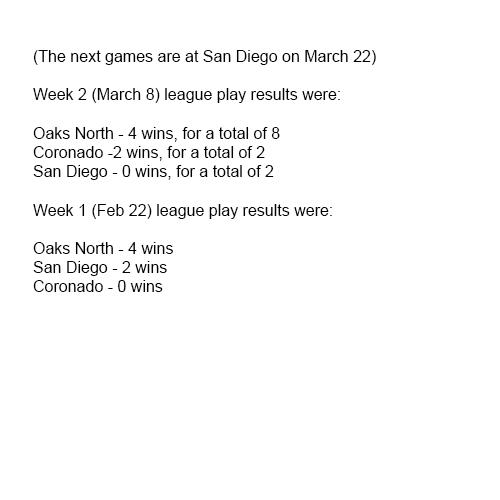 (The next games are at San Diego on March 22)
Week 2 (March 8) league play results were:
Oaks North - 4 wins, for a total of 8
Coronado -2 wins, for a total of 2
San Diego - 0 wins, for a total of 2
Week 1 (Feb 22) league play results were:
Oaks North - 4 wins
San Diego - 2 wins
Coronado - 0 wins